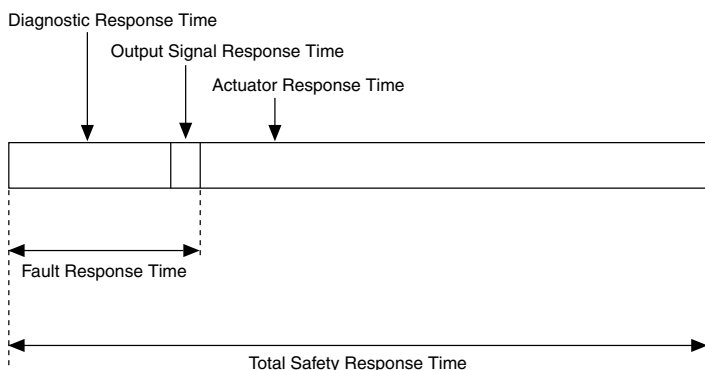 Diagnostic Response Time
Output Signal Response Time
Actuator Response Time
Fault Response Time
Total Safety Response Time